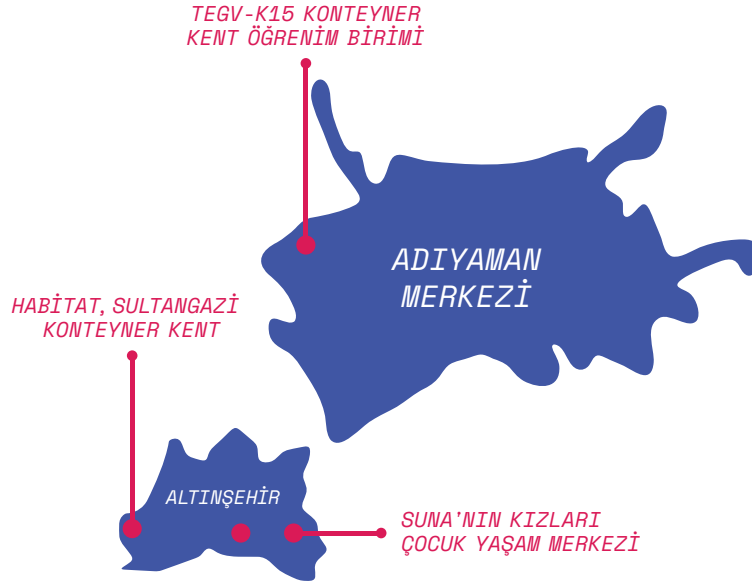 TEGV-K15 KONTEYNER
KENT ÖĞRENİM BİRİMİ
ADIYAMAN
MERKEZİ
HABİTAT, SULTANGAZİ
KONTEYNER KENT
ALTINŞEHİR
SUNA'NIN KIZLARI
ÇOCUK YAŞAM MERKEZİ